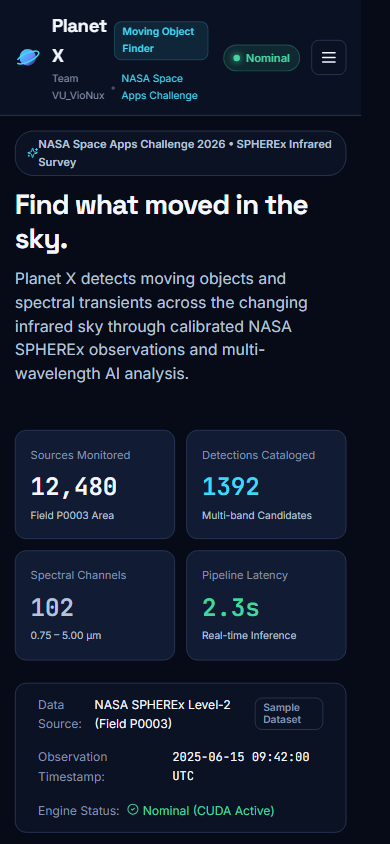 Planet
X
Moving Object
Finder
Team
VU_VioNux
•
NASA Space
Apps Challenge
Nominal
NASA Space Apps Challenge 2026 • SPHEREx Infrared
Survey
Find what moved in the
sky.
Planet X detects moving objects and
spectral transients across the changing
infrared sky through calibrated NASA
SPHEREx observations and multi-
wavelength AI analysis.
Sources Monitored
12,480
Field P0003 Area
Detections Cataloged
1392
Multi-band Candidates
Spectral Channels
102
0.75 – 5.00 µm
Pipeline Latency
2.3s
Real-time Inference
Data
Source:
NASA SPHEREx Level-2
(Field P0003)
Sample
Dataset
Observation
Timestamp:
2025-06-15 09:42:00
UTC
Engine Status:
Nominal (CUDA Active)